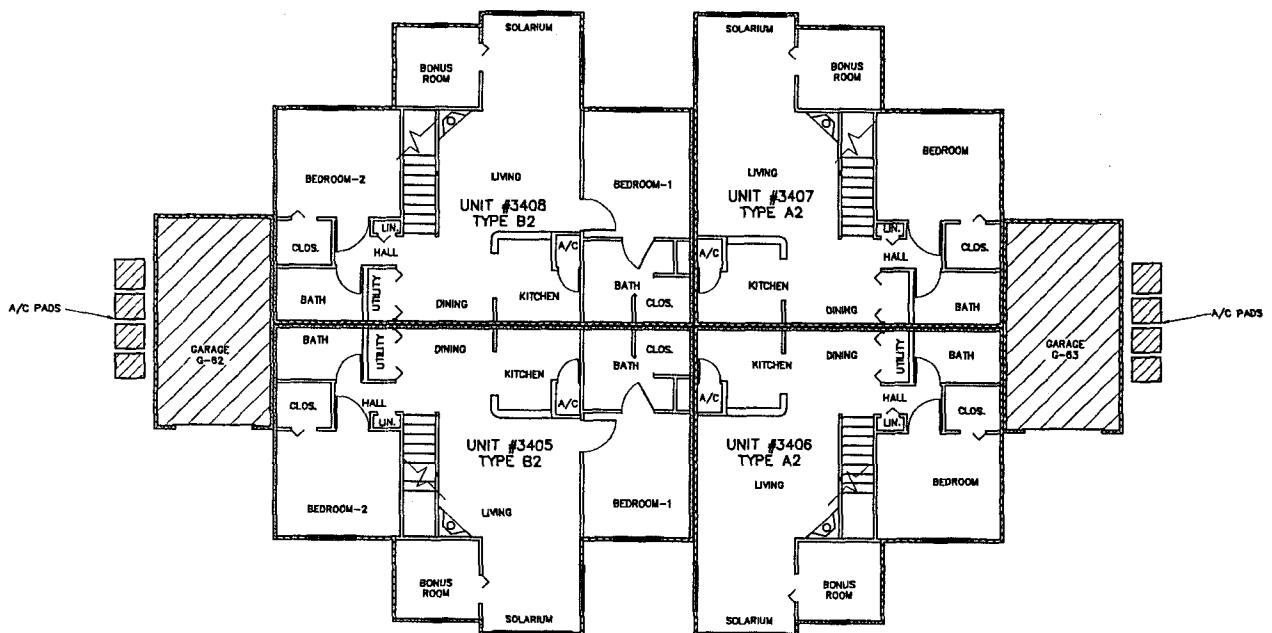 SOLARIUM
SOLARIUM
BONUS
ROOM
BONUS
ROOM
BEDROOM
BEDROOM-2
LIVING
BEDROOM-1
LIVING
UNIT #3408
TYPE B2
UNIT #3407
TYPE A2
LIN.
LIN.
CLOS.
HALL
A/C
A/C
HALL
CLOS.
BATH
UTILITY
DINING
KITCHEN
BATH
CLOS.
KITCHEN
DINING
UTILITY
BATH
A/C PADS
A/C PADS
GARAGE
G-62
GARAGE
G-63
BATH
UTILITY
DINING
KITCHEN
BATH
CLOS.
KITCHEN
DINING
UTILITY
BATH
CLOS.
HALL
A/C
A/C
HALL
CLOS.
LIN.
LIN.
UNIT #3405
TYPE B2
UNIT #3406
TYPE A2
BEDROOM-2
LIVING
BEDROOM-1
LIVING
BEDROOM
BONUS
ROOM
BONUS
ROOM
SOLARIUM
SOLARIUM